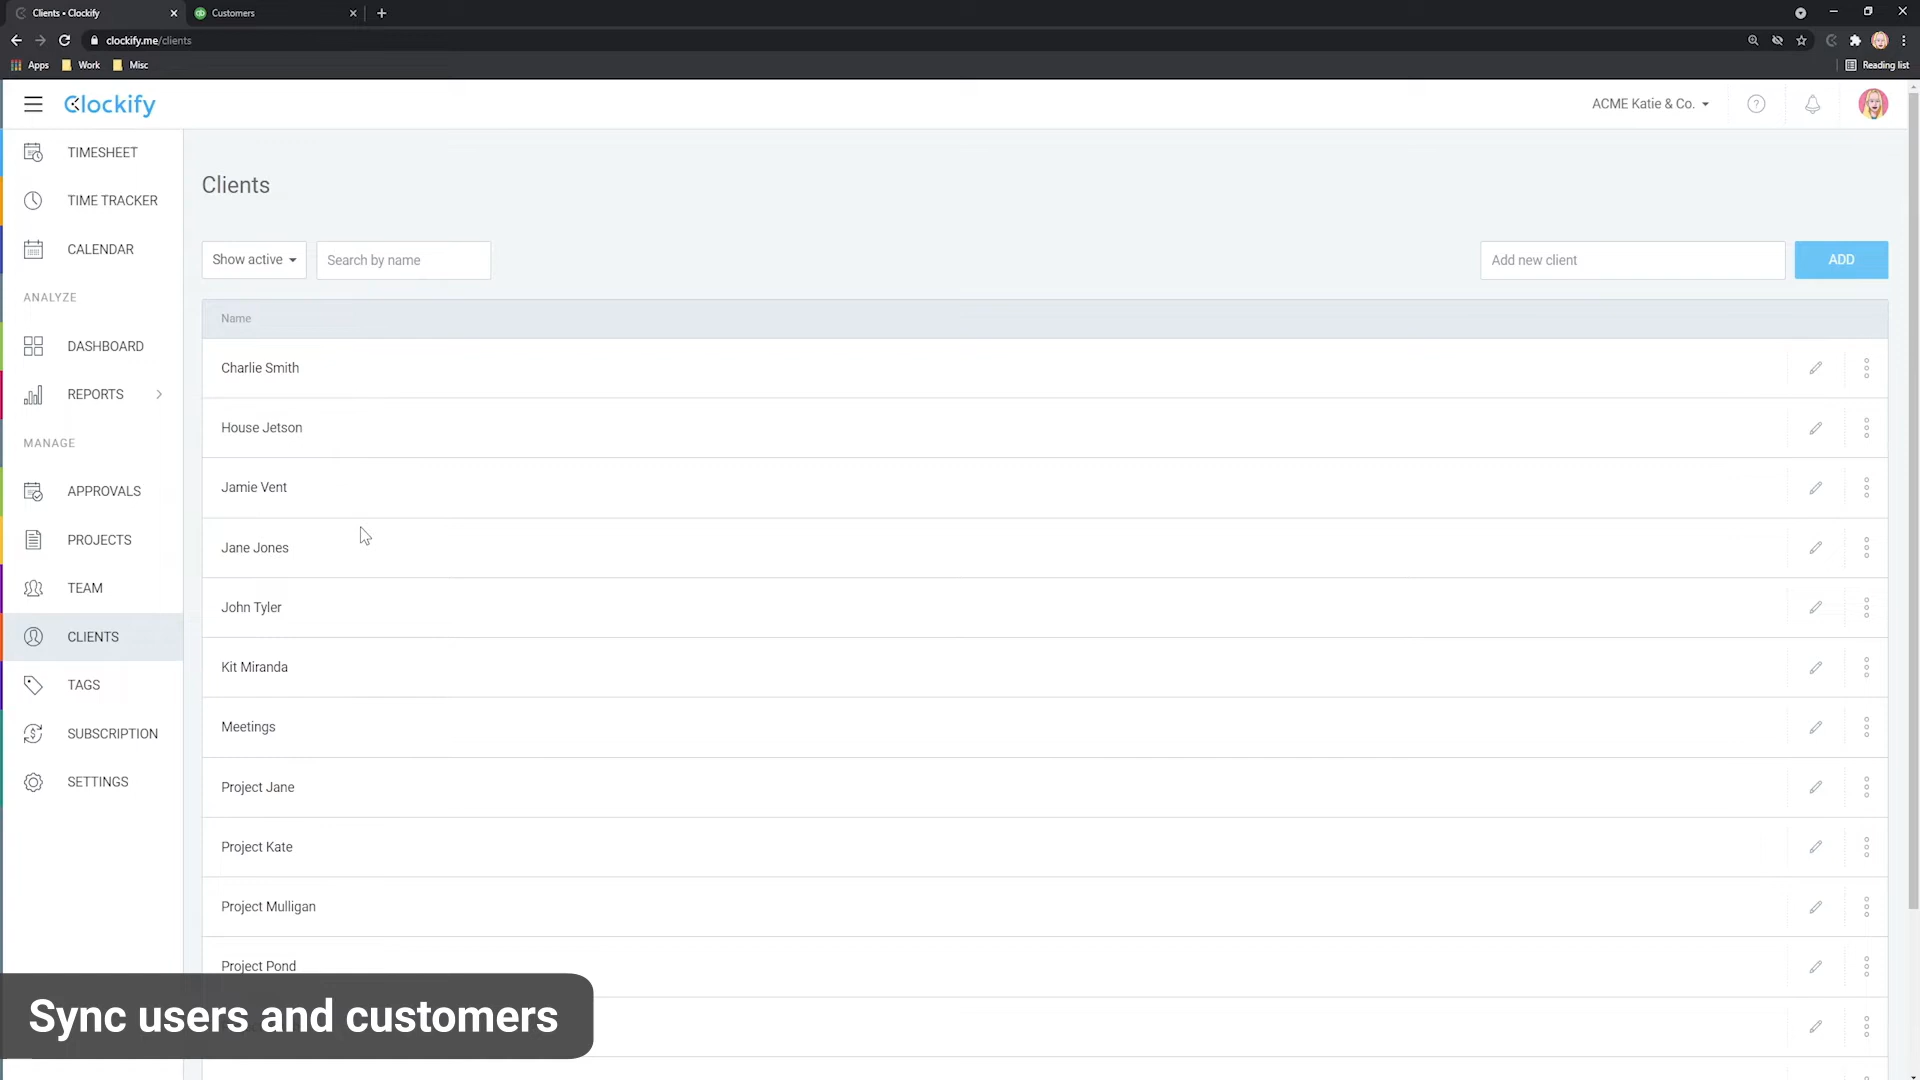 Clients • Clockify
Customers
clockify.me/clients
Apps
Work
Misc
Reading list
Clockify
ACME Katie & Co.
TIMESHEET
TIME TRACKER
CALENDAR
ANALYZE
DASHBOARD
REPORTS
MANAGE
APPROVALS
PROJECTS
TEAM
CLIENTS
TAGS
SUBSCRIPTION
SETTINGS
Clients
Show active
Search by name
Add new client
ADD
Name
Charlie Smith
House Jetson
Jamie Vent
Jane Jones
John Tyler
Kit Miranda
Meetings
Project Jane
Project Kate
Project Mulligan
Project Pond
Sync users and customers